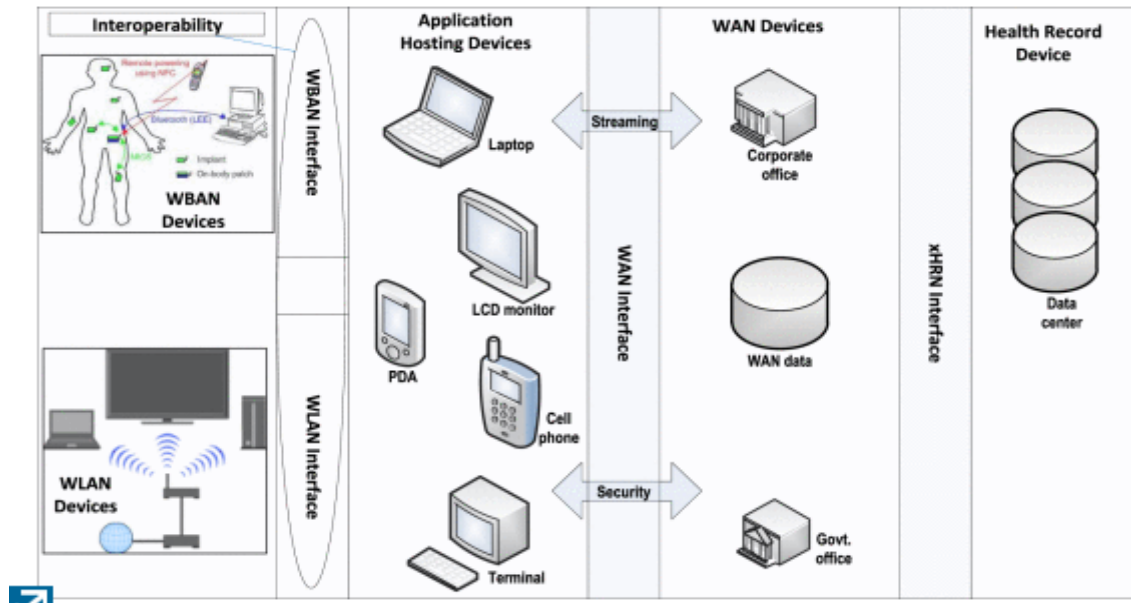 Interoperability
Remote powering
using NFC
Bluetooth (LEE)
MICS
Implant
On-body patch
WBAN
Devices
WBAN Interface
WLAN
Devices
WLAN Interface
Application
Hosting Devices
Laptop
LCD monitor
PDA
Cell
phone
Terminal
Streaming
WAN Interface
Security
WAN Devices
Corporate
office
WAN data
Govt.
office
xHRN Interface
Health Record
Device
Data
center